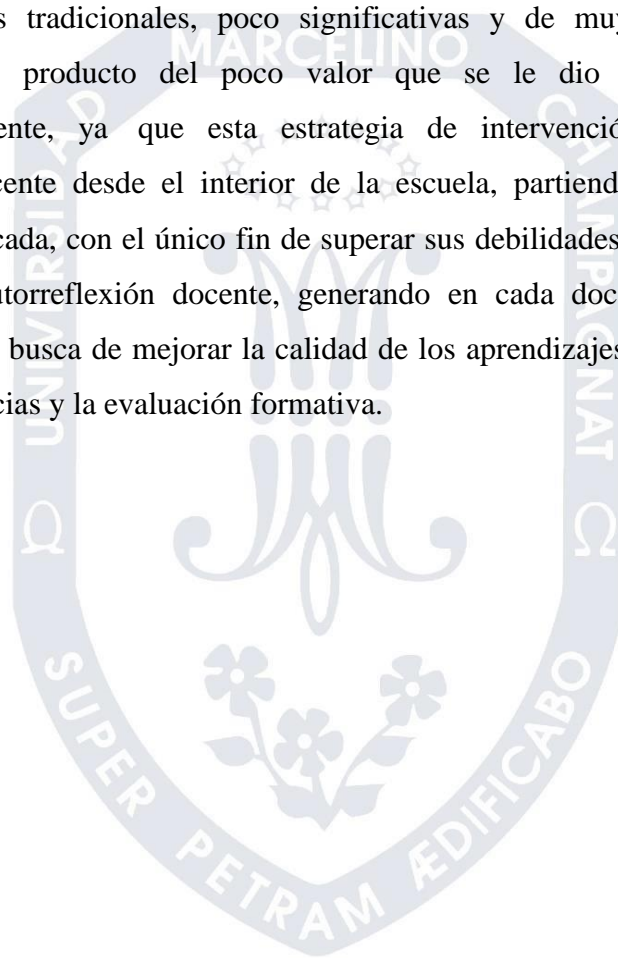 s tradicionales, poco significativas y de muy
producto del poco valor que se le dio
ente, ya que esta estrategia de intervenció
cente desde el interior de la escuela, partiend
cada, con el único fin de superar sus debilidades
utorreflexión docente, generando en cada doc
busca de mejorar la calidad de los aprendizajes
cias y la evaluación formativa.
UNIVERSIDAD
MARCELINO
CHAMPAGNAT
Ω Ω
SUPER PETRAM ÆDIFICABO